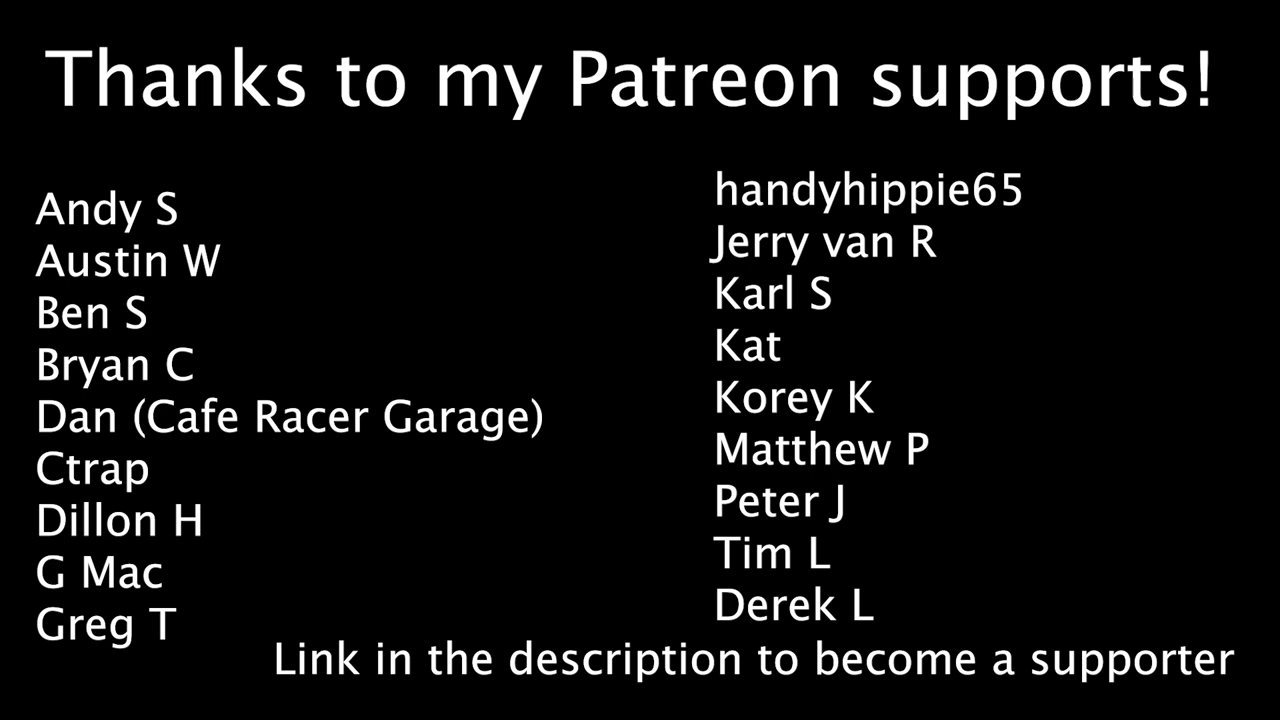 Thanks to my Patreon supports!
Andy S
Austin W
Ben S
Bryan C
Dan (Cafe Racer Garage)
Ctrap
Dillon H
G Mac
Greg T
handyhippie65
Jerry van R
Karl S
Kat
Korey K
Matthew P
Peter J
Tim L
Derek L
Link in the description to become a supporter